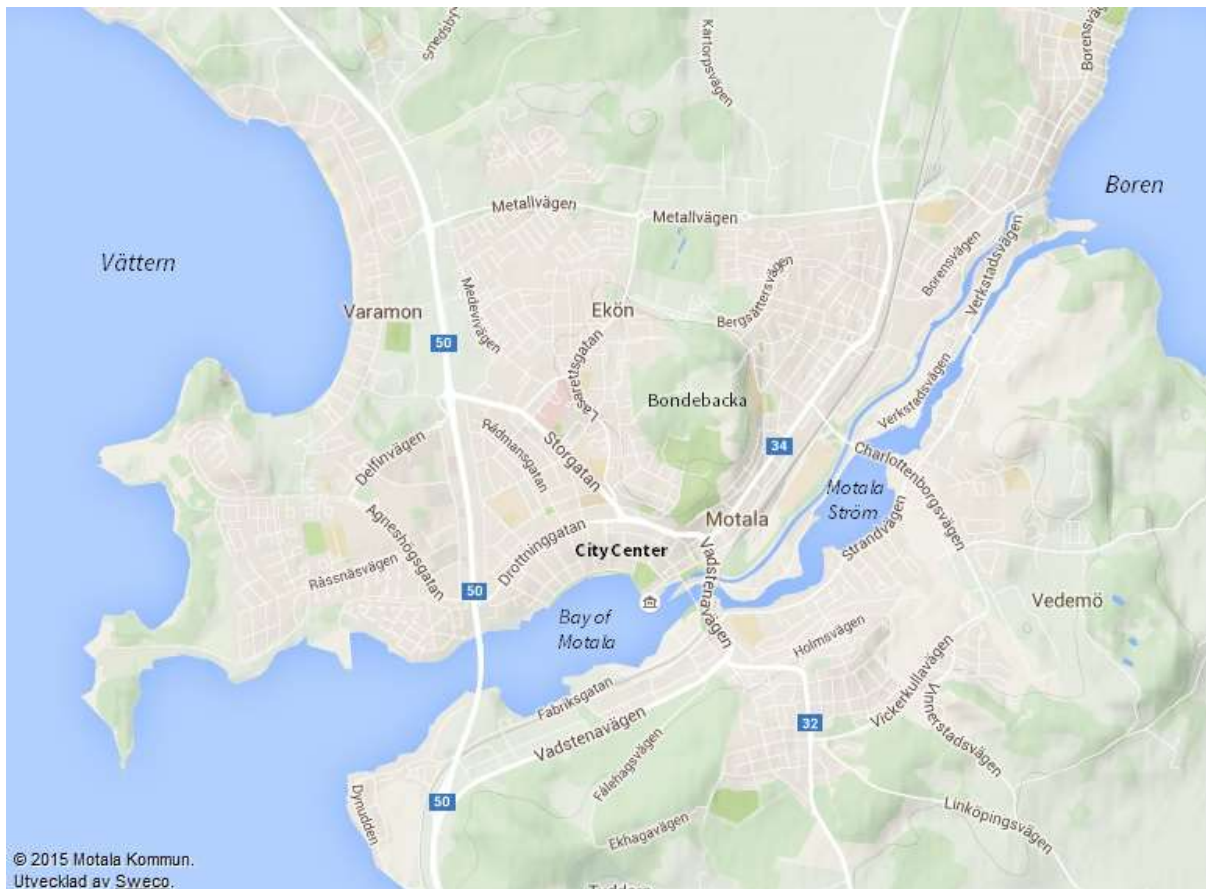 Kartorpsvägen
Borensväg
Boren
Metallvägen
Metallvägen
Vättern
Borensvägen
Verkstadsvägen
Medevivägen
Bergsättersvägen
Varamon
Ekön
50
Lasarettsgatan
Verkstadsvägen
Bondebacka
34
Rådmansgatan
Storgatan
Delfinvägen
Charlottenborgsvägen
Motala
Ström
Agneshögsgatan
Motala
Drottninggatan
Strandvägen
City Center
Råssnäsvägen
Vadstenavägen
50
Vedemö
Bay of
Motala
Holmsvägen
Fabriksgatan
Vickerkullavägen
Vinnerstadsvägen
32
Vadstenavägen
Fålehagsvägen
50
Linköpingsvägen
Dynudden
Ekhagavägen
© 2015 Motala Kommun.
Utvecklad av Sweco.